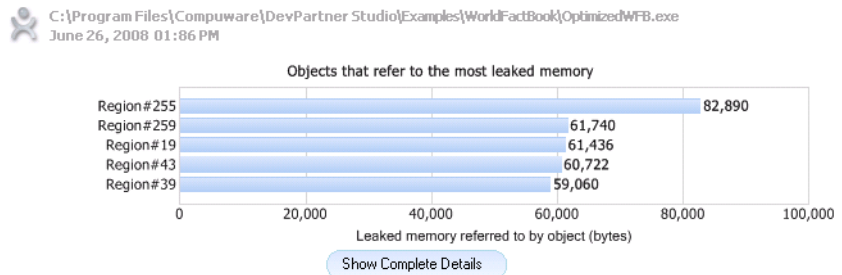 C:\Program Files\Compuware\DevPartner Studio\Examples\WorldFactBook\OptimizedWFB.exe
June 26, 2008 01:86 PM
Objects that refer to the most leaked memory
Region#255 82,890
Region#259 61,740
Region#19 61,436
Region#43 60,722
Region#39 59,060
0 20,000 40,000 60,000 80,000 100,000
Leaked memory referred to by object (bytes)
Show Complete Details